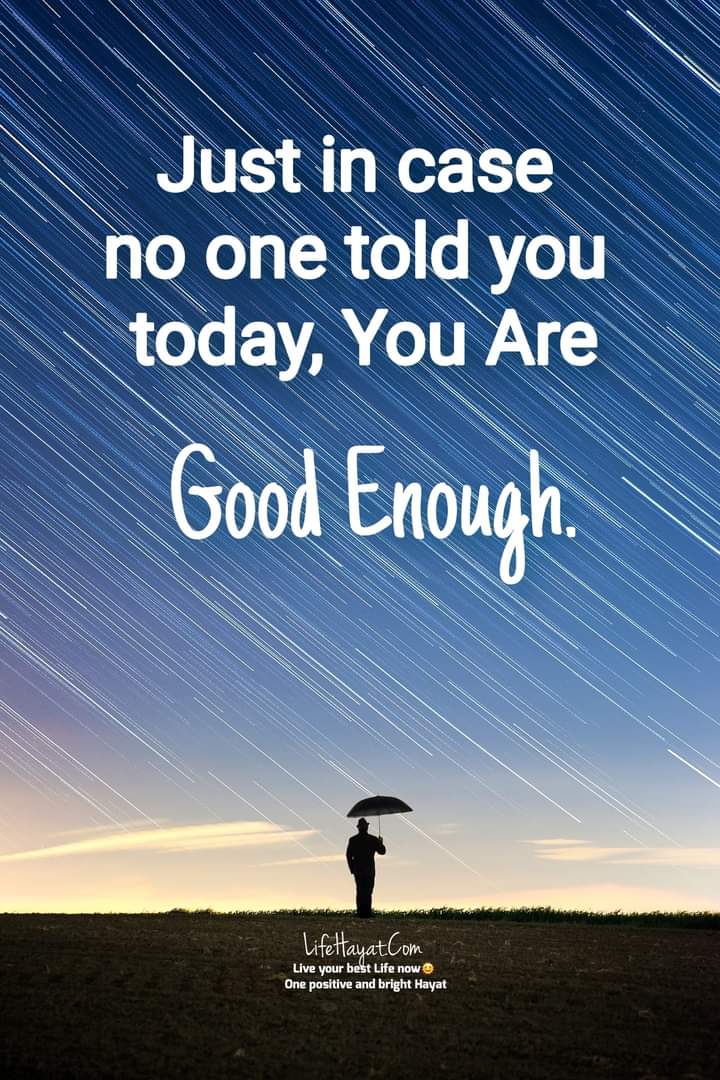 Just in case
no one told you
today, You Are
Good Enough.
LifeHayat.Com
Live your best Life now😊
One positive and bright Hayat